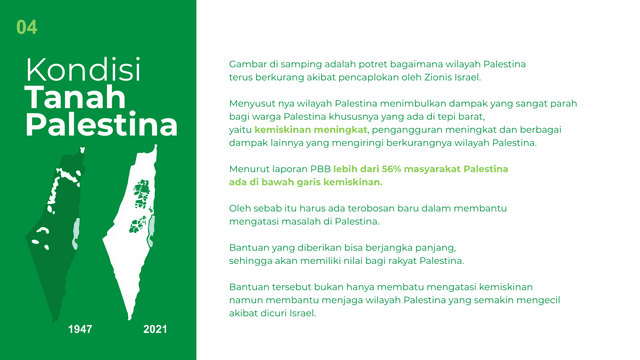 04
Kondisi
Tanah
Palestina
1947
2021
Gambar di samping adalah potret bagaimana wilayah Palestina
terus berkurang akibat pencaplokan oleh Zionis Israel.
Menyusut nya wilayah Palestina menimbulkan dampak yang sangat parah
bagi warga Palestina khususnya yang ada di tepi barat,
yaitu kemiskinan meningkat, pengangguran meningkat dan berbagai
dampak lainnya yang mengiringi berkurangnya wilayah Palestina.
Menurut laporan PBB lebih dari 56% masyarakat Palestina
ada di bawah garis kemiskinan.
Oleh sebab itu harus ada terobosan baru dalam membantu
mengatasi masalah di Palestina.
Bantuan yang diberikan bisa berjangka panjang,
sehingga akan memiliki nilai bagi rakyat Palestina.
Bantuan tersebut bukan hanya membatu mengatasi kemiskinan
namun membantu menjaga wilayah Palestina yang semakin mengecil
akibat dicuri Israel.